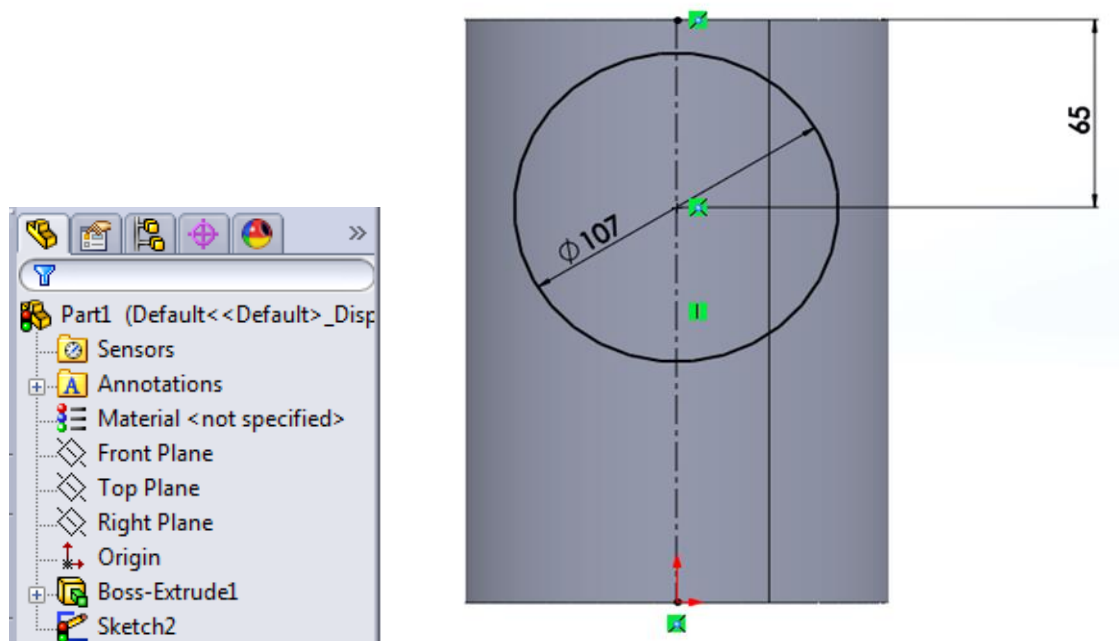 65
Φ 107
»
Part1 (Default<<Default>_Disp
Sensors
A Annotations
Material <not specified>
Front Plane
Top Plane
Right Plane
Origin
Boss-Extrude1
Sketch2